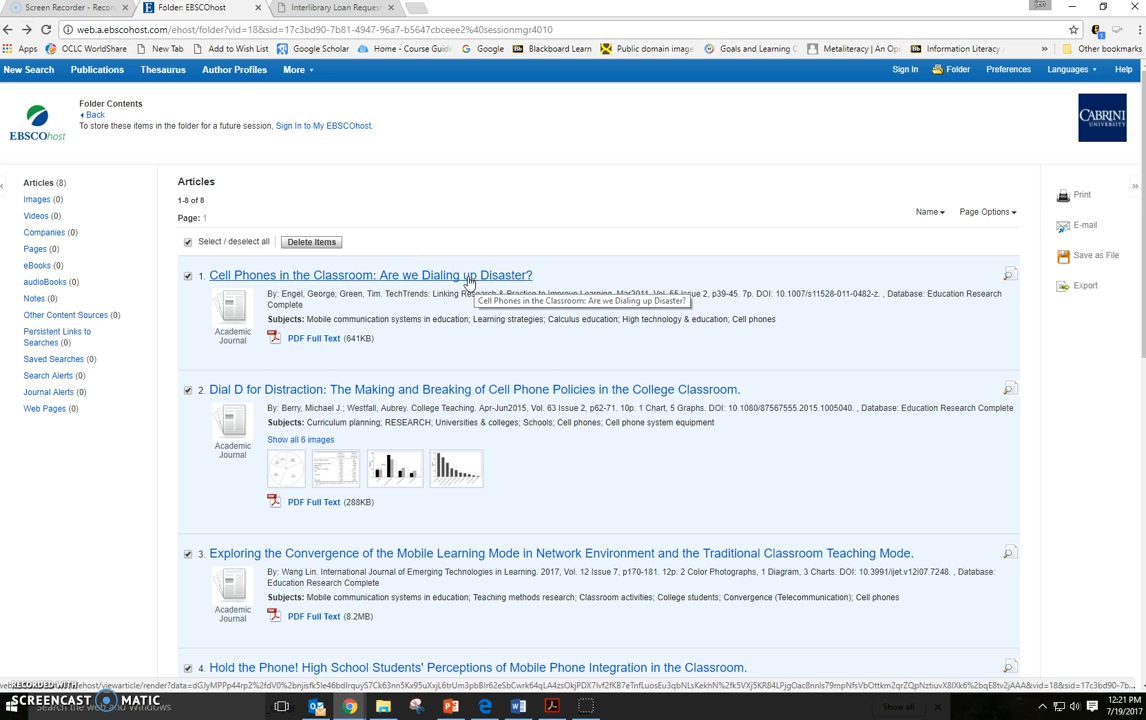 Screen Recorder - Recor
Folder: EBSCOhost
Interlibrary Loan Reques
jen
web.a.ebscohost.com/ehost/folder?vid=18&sid=17c3bd90-7b81-4947-96a7-b5647cbceee2%40sessionmgr4010
Apps OCLC WorldShare New Tab Add to Wish List Google Scholar Home - Course Guid Google Blackboard Learn Public domain image Goals and Learning C Metaliteracy | An Op Information Literacy » Other bookmarks
New Search Publications Thesaurus Author Profiles More Sign In Folder Preferences Languages Help
EBSCOhost
Folder Contents
Back
To store these items in the folder for a future session, Sign In to My EBSCOhost.
CABRINI
UNIVERSITY
Articles (8)
Images (0)
Videos (0)
Companies (0)
Pages (0)
eBooks (0)
audioBooks (0)
Notes (0)
Other Content Sources (0)
Persistent Links to
Searches (0)
Saved Searches (0)
Search Alerts (0)
Journal Alerts (0)
Web Pages (0)
Articles
1-8 of 8
Page: 1
Name Page Options
Select / deselect all Delete Items
1. Cell Phones in the Classroom: Are we Dialing up Disaster?
By: Engel, George; Green, Tim. TechTrends: Linking Research & Practice to Improve Learning. Mar2011, Vol. 55 Issue 2, p39-45. 7p. DOI: 10.1007/s11528-011-0482-z. , Database: Education Research
Complete
Cell Phones in the Classroom: Are we Dialing up Disaster?
Subjects: Mobile communication systems in education; Learning strategies; Calculus education; High technology & education; Cell phones
Academic
Journal
PDF Full Text (641KB)
2. Dial D for Distraction: The Making and Breaking of Cell Phone Policies in the College Classroom.
By: Berry, Michael J.; Westfall, Aubrey. College Teaching. Apr-Jun2015, Vol. 63 Issue 2, p62-71. 10p. 1 Chart, 5 Graphs. DOI: 10.1080/87567555.2015.1005040. , Database: Education Research Complete
Subjects: Curriculum planning; RESEARCH; Universities & colleges; Schools; Cell phones; Cell phone system equipment
Academic
Journal
Show all 6 images
PDF Full Text (288KB)
3. Exploring the Convergence of the Mobile Learning Mode in Network Environment and the Traditional Classroom Teaching Mode.
By: Wang Lin. International Journal of Emerging Technologies in Learning. 2017, Vol. 12 Issue 7, p170-181. 12p. 2 Color Photographs, 1 Diagram, 3 Charts. DOI: 10.3991/ijet.v12i07.7248. , Database:
Education Research Complete
Subjects: Mobile communication systems in education; Teaching methods research; Classroom activities; College students; Convergence (Telecommunication); Cell phones
Academic
Journal
PDF Full Text (8.2MB)
4. Hold the Phone! High School Students' Perceptions of Mobile Phone Integration in the Classroom.
Print
E-mail
Save as File
Export
RECORDED WITH
SCREENCAST MATIC
Search the web and Windows
Show all
12:21 PM
7/19/2017